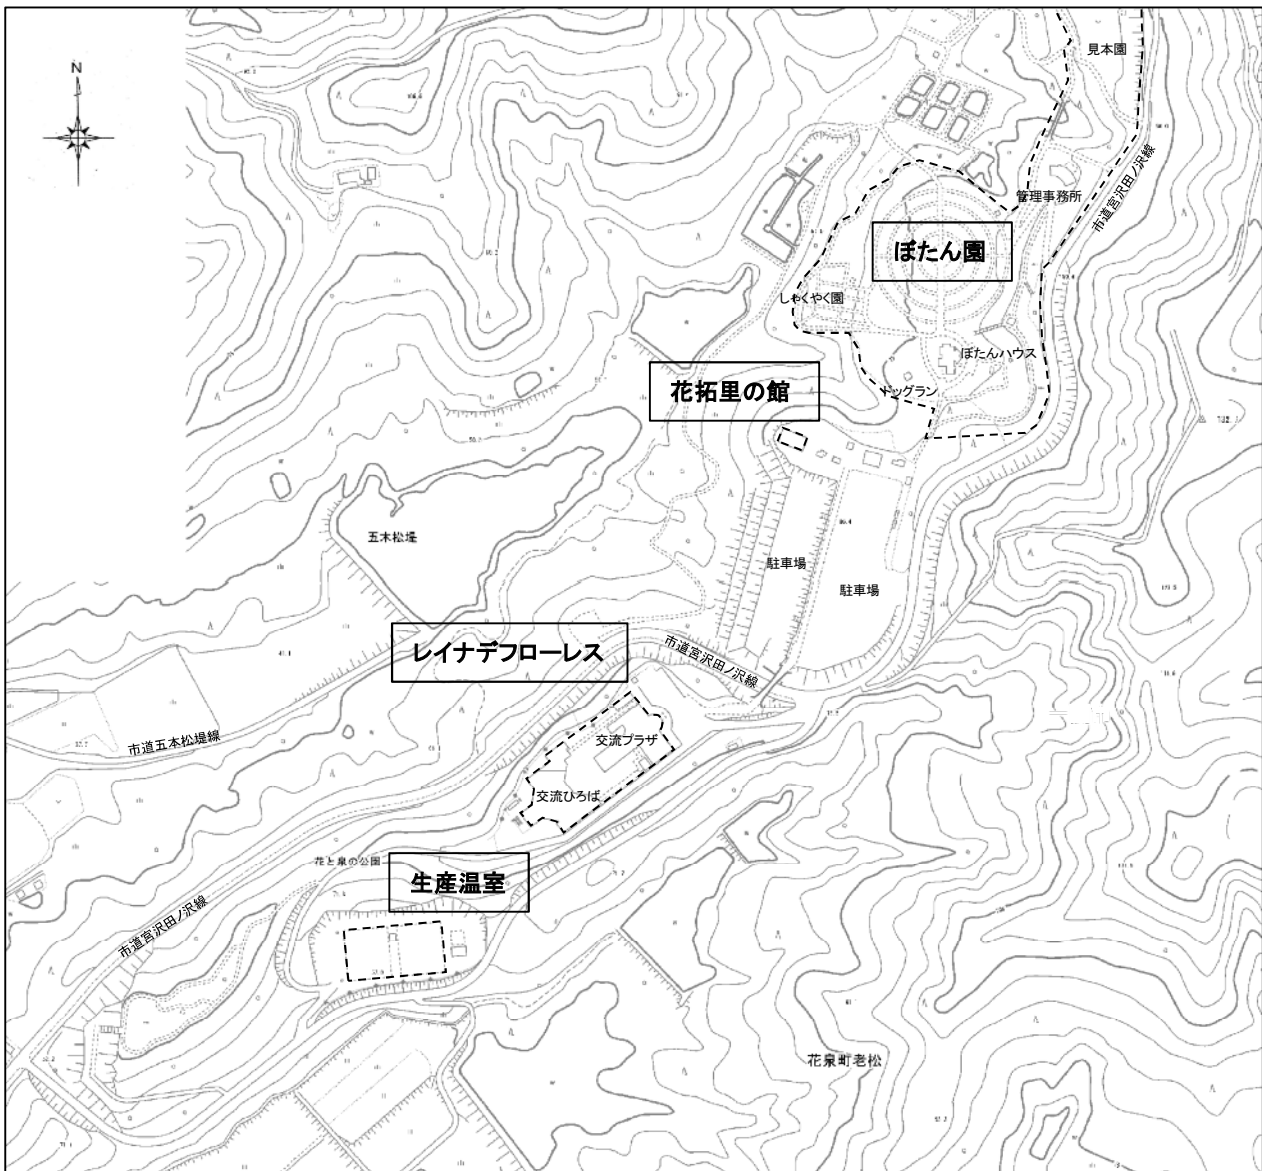 N
見本園
市道宮沢田ノ沢線
管理事務所
ぼたん園
しゃくやく園
ぼたんハウス
花拓里の館
ドッグラン
五本松堤
駐車場
駐車場
レイナデフローレス
市道宮沢田ノ沢線
市道五本松堤線
交流プラザ
交流ひろば
花と泉の公園
生産温室
市道宮沢田ノ沢線
花泉町老松